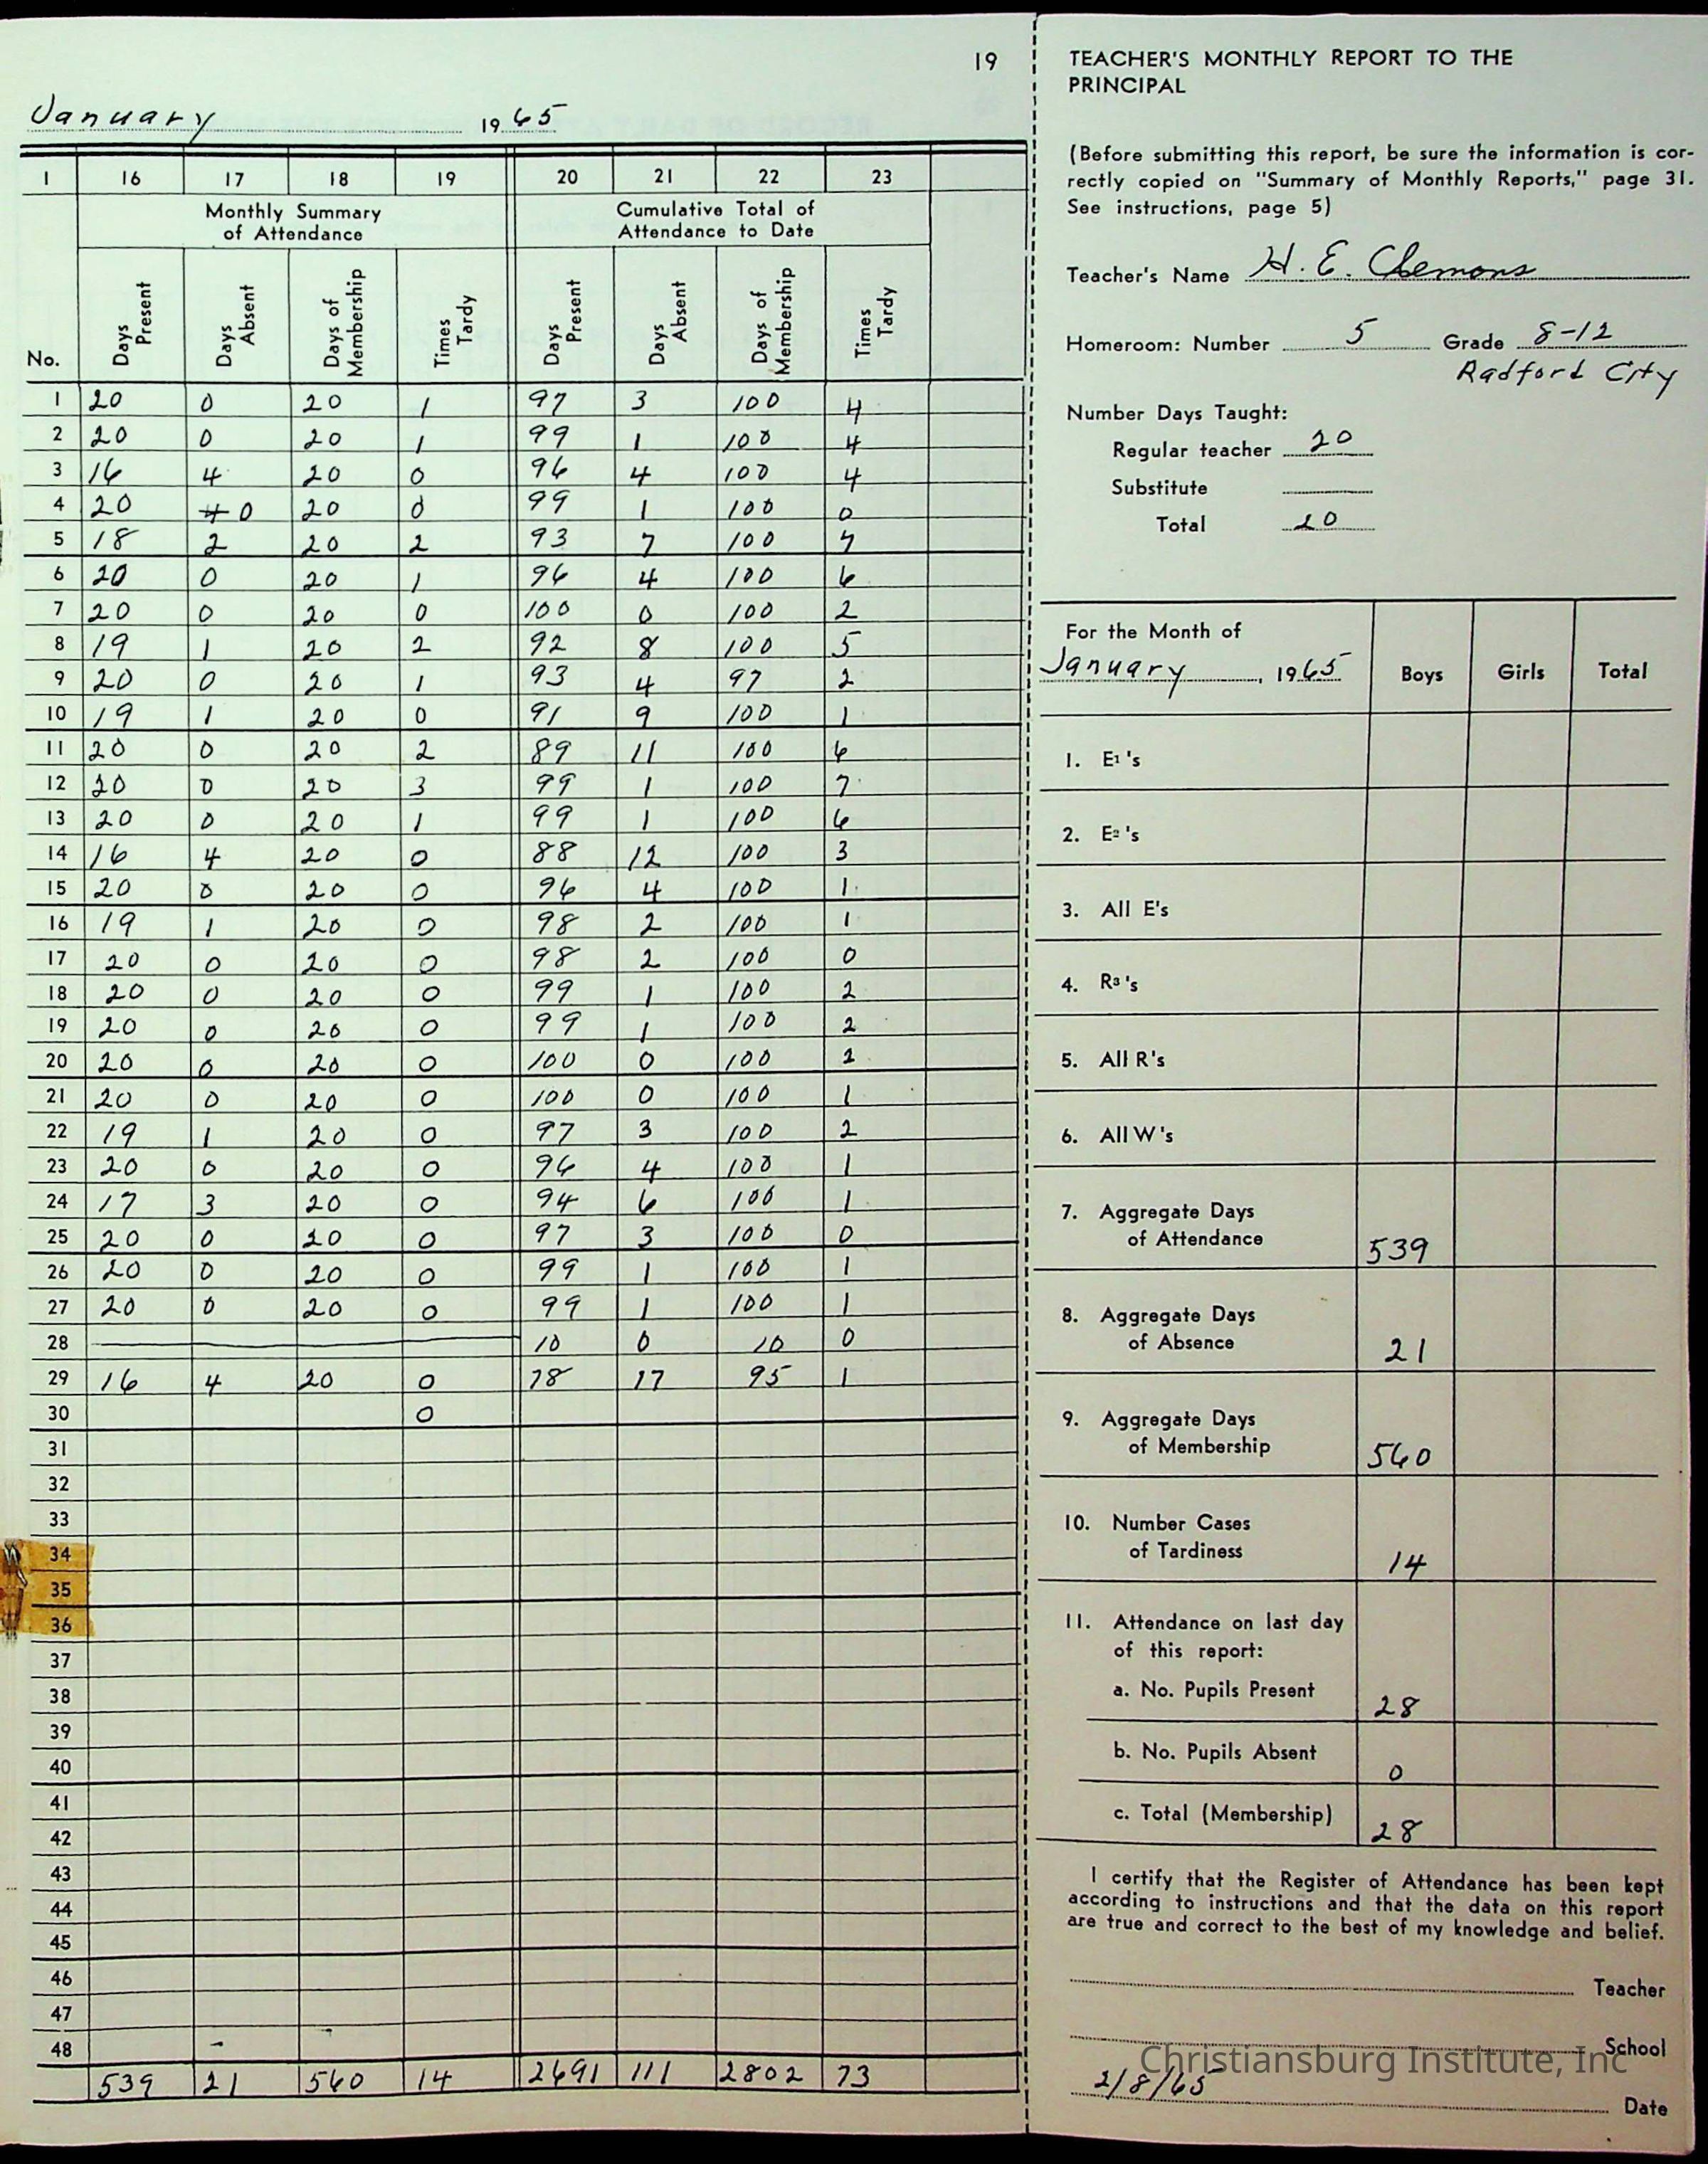 19
January 1965
1 16 17 18 19 20 21 22 23
Monthly Summary of Attendance Cumulative Total of Attendance to Date
No. Days Present Days Absent Days of Membership Times Tardy Days Present Days Absent Days of Membership Times Tardy
1 20 0 20 1 97 3 100 4
2 20 0 20 1 99 1 100 4
3 16 4 20 0 96 4 100 4
4 20 4 0 20 0 99 1 100 0
5 18 2 20 2 93 7 100 7
6 20 0 20 1 96 4 100 6
7 20 0 20 0 100 0 100 2
8 19 1 20 2 92 8 100 5
9 20 0 20 1 93 4 97 2
10 19 1 20 0 91 9 100 1
11 20 0 20 2 89 11 100 6
12 20 0 20 3 99 1 100 7
13 20 0 20 1 99 1 100 6
14 16 4 20 0 88 12 100 3
15 20 0 20 0 96 4 100 1
16 19 1 20 0 98 2 100 1
17 20 0 20 0 98 2 100 0
18 20 0 20 0 99 1 100 2
19 20 0 20 0 99 1 100 2
20 20 0 20 0 100 0 100 2
21 20 0 20 0 100 0 100 1
22 19 1 20 0 97 3 100 2
23 20 0 20 0 96 4 100 1
24 17 3 20 0 94 6 100 1
25 20 0 20 0 97 3 100 0
26 20 0 20 0 99 1 100 1
27 20 0 20 0 99 1 100 1
28 10 0 10 0
29 16 4 20 0 78 17 95 1
30 0
31
32
33
34
35
36
37
38
39
40
41
42
43
44
45
46
47
48
539 21 560 14 2691 111 2802 73
TEACHER'S MONTHLY REPORT TO THE
PRINCIPAL
(Before submitting this report, be sure the information is cor-
rectly copied on "Summary of Monthly Reports," page 31.
See instructions, page 5)
Teacher's Name H. E. Clemons
Homeroom: Number 5 Grade 8-12
Radford City
Number Days Taught:
Regular teacher 20
Substitute
Total 20
For the Month of
January, 1965 Boys Girls Total
1. E1's
2. E2's
3. All E's
4. R3's
5. All R's
6. All W's
7. Aggregate Days
of Attendance 539
8. Aggregate Days
of Absence 21
9. Aggregate Days
of Membership 560
10. Number Cases
of Tardiness 14
11. Attendance on last day
of this report:
a. No. Pupils Present 28
b. No. Pupils Absent 0
c. Total (Membership) 28
I certify that the Register of Attendance has been kept
according to instructions and that the data on this report
are true and correct to the best of my knowledge and belief.
Teacher
School
Christiansburg Institute, Inc
2/8/65 Date